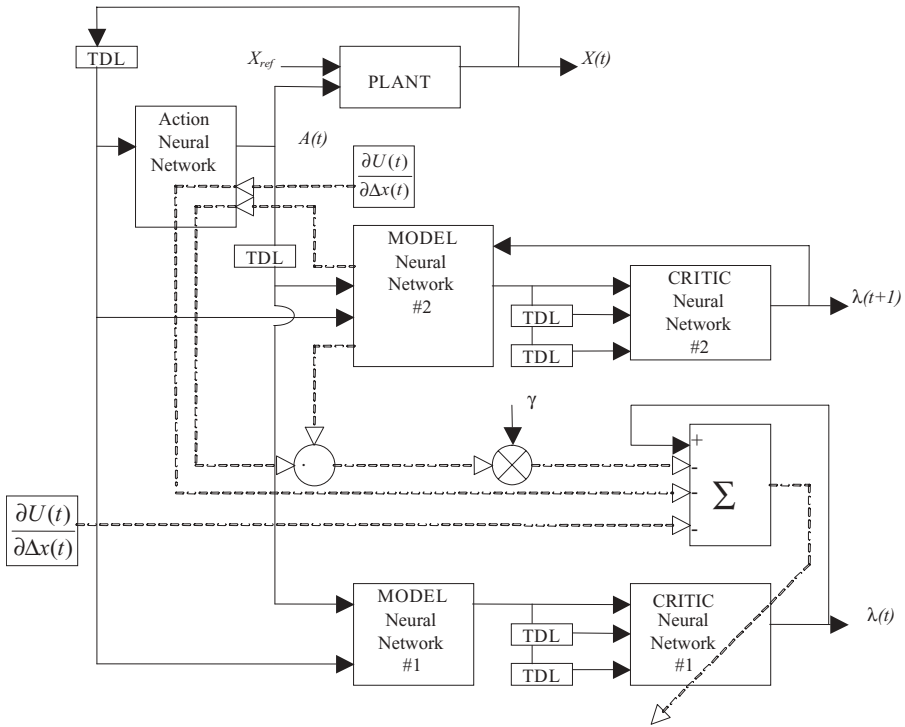 TDL
X_ref
PLANT
X(t)
Action
Neural
Network
A(t)
∂U(t)
∂Δx(t)
TDL
MODEL
Neural
Network
#2
TDL
TDL
CRITIC
Neural
Network
#2
λ(t+1)
γ
+
-
-
-
Σ
·
∂U(t)
∂Δx(t)
MODEL
Neural
Network
#1
TDL
TDL
CRITIC
Neural
Network
#1
λ(t)